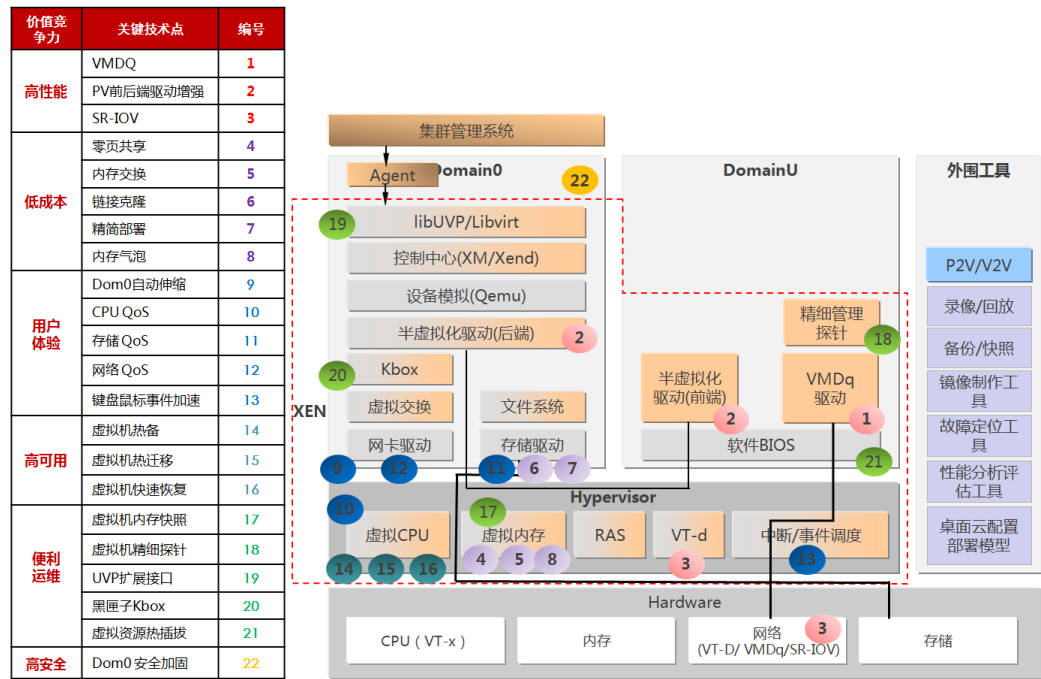 价值竞
争力
关键技术点
编号
高性能
VMDQ
1
PV前后端驱动增强
2
SR-IOV
3
低成本
零页共享
4
内存交换
5
链接克隆
6
精简部署
7
内存气泡
8
用户
体验
Dom0自动伸缩
9
CPU QoS
10
存储 QoS
11
网络 QoS
12
键盘鼠标事件加速
13
高可用
虚拟机热备
14
虚拟机热迁移
15
虚拟机快速恢复
16
便利
运维
虚拟机内存快照
17
虚拟机精细探针
18
UVP扩展接口
19
黑匣子Kbox
20
虚拟资源热插拔
21
高安全
Dom0 安全加固
22
集群管理系统
Agent
Domain0
22
19
libUVP/Libvirt
控制中心(XM/Xend)
设备模拟(Qemu)
半虚拟化驱动(后端)
2
20
Kbox
虚拟交换
文件系统
XEN
网卡驱动
存储驱动
9
12
11
6
7
DomainU
精细管理
探针
18
半虚拟化
驱动(前端)
2
VMDq
驱动
1
软件BIOS
21
Hypervisor
10
虚拟CPU
14
15
16
17
虚拟内存
4
5
8
RAS
VT-d
3
中断/事件调度
13
Hardware
CPU ( VT-x )
内存
网络
(VT-D/ VMDq/SR-IOV)
3
存储
外围工具
P2V/V2V
录像/回放
备份/快照
镜像制作工
具
故障定位工
具
性能分析评
估工具
桌面云配置
部署模型